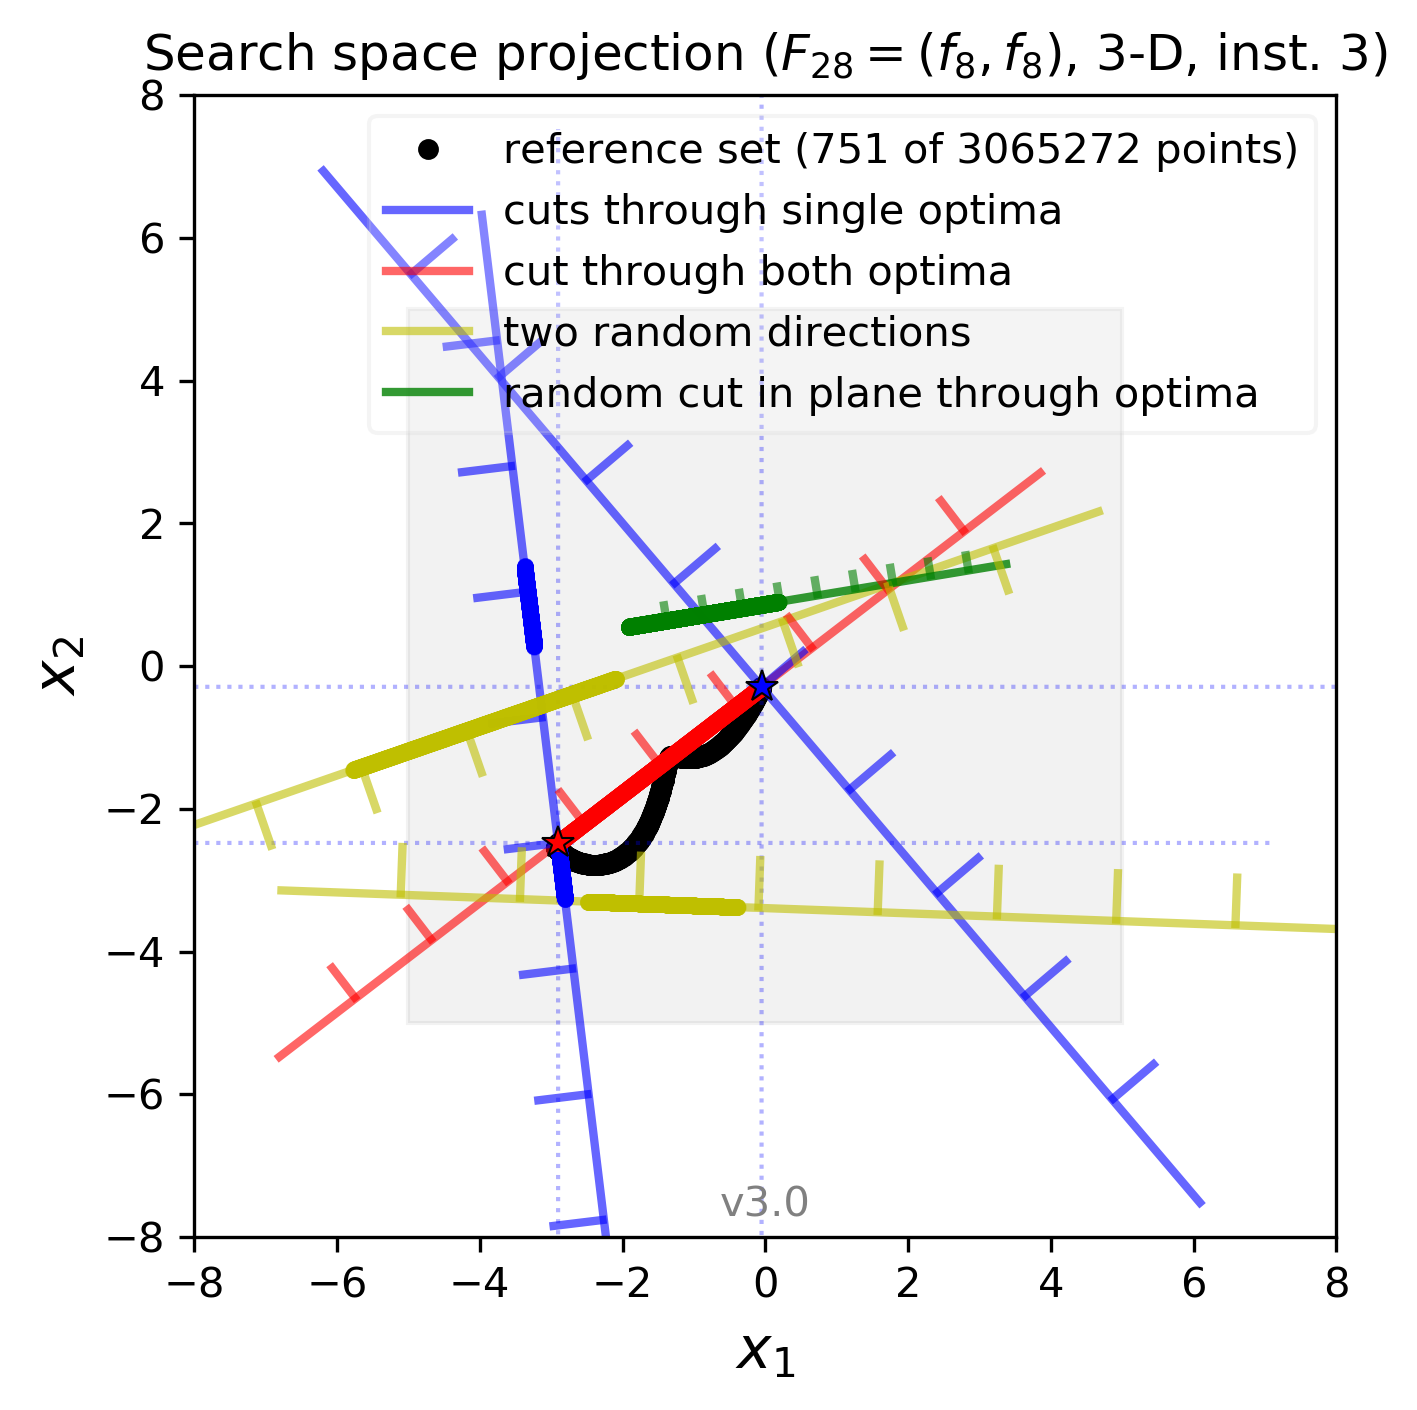 Search space projection (F28 = (f8, f8), 3-D, inst. 3)
reference set (751 of 3065272 points)
cuts through single optima
cut through both optima
two random directions
random cut in plane through optima
8
6
4
2
0
−2
−4
−6
−8
x2
v3.0
−8 −6 −4 −2 0 2 4 6 8
x1